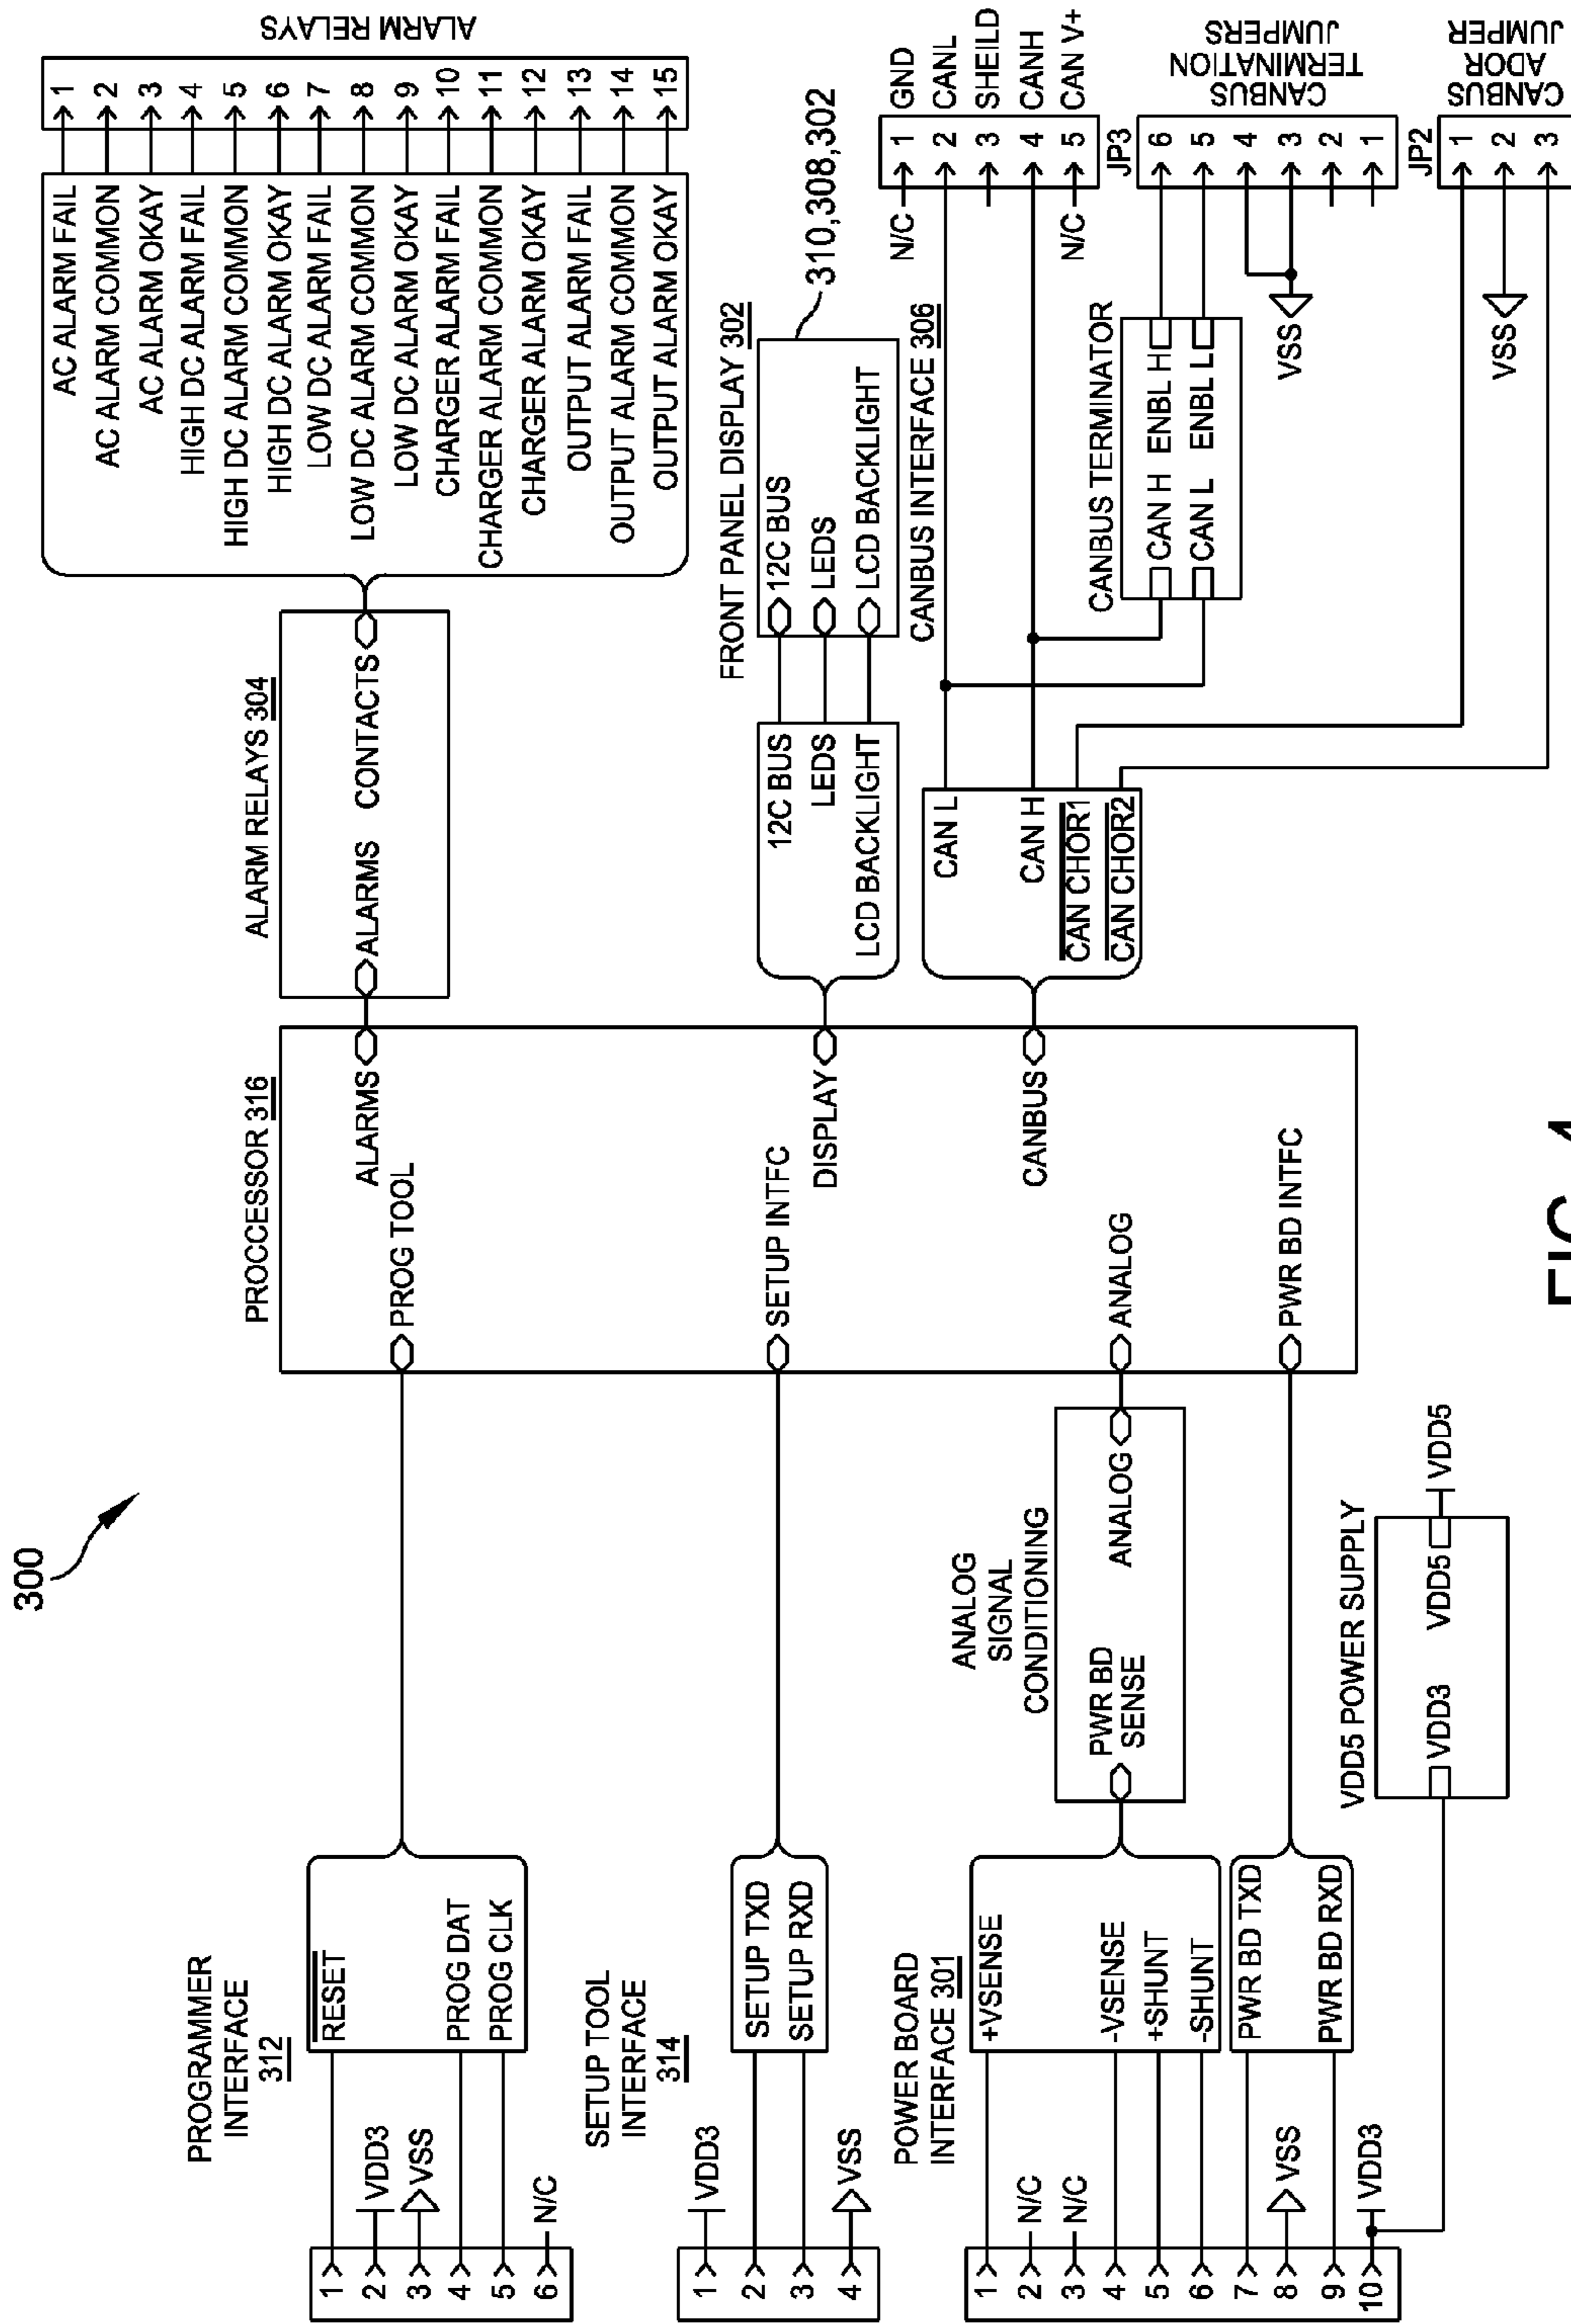 300
PROGRAMMER
INTERFACE
312
1
2
3
4
5
6
VDD3
VSS
N/C
RESET
PROG DAT
PROG CLK
SETUP TOOL
INTERFACE
314
1
2
3
4
VDD3
VSS
SETUP TXD
SETUP RXD
POWER BOARD
INTERFACE 301
1
2
3
4
5
6
7
8
9
10
N/C
N/C
VSS
VDD3
+VSENSE
-VSENSE
+SHUNT
-SHUNT
PWR BD TXD
PWR BD RXD
ANALOG
SIGNAL
CONDITIONING
PWR BD
SENSE
ANALOG
VDD5 POWER SUPPLY
VDD3
VDD5
VDD5
PROCCESSOR 316
ALARMS
PROG TOOL
SETUP INTFC
DISPLAY
CANBUS
ANALOG
PWR BD INTFC
ALARM RELAYS 304
ALARMS
CONTACTS
AC ALARM FAIL
AC ALARM COMMON
AC ALARM OKAY
HIGH DC ALARM FAIL
HIGH DC ALARM COMMON
HIGH DC ALARM OKAY
LOW DC ALARM FAIL
LOW DC ALARM COMMON
LOW DC ALARM OKAY
CHARGER ALARM FAIL
CHARGER ALARM COMMON
CHARGER ALARM OKAY
OUTPUT ALARM FAIL
OUTPUT ALARM COMMON
OUTPUT ALARM OKAY
1
2
3
4
5
6
7
8
9
10
11
12
13
14
15
ALARM RELAYS
12C BUS
LEDS
LCD BACKLIGHT
FRONT PANEL DISPLAY 302
12C BUS
LEDS
LCD BACKLIGHT
310,308,302
CAN L
CAN H
CAN CHOR1
CAN CHOR2
CANBUS INTERFACE 306
N/C
N/C
1
2
3
4
5
GND
CANL
SHEILD
CANH
CAN V+
CANBUS TERMINATOR
CAN H ENBL H
CAN L ENBL L
JP3
6
5
4
3
2
1
VSS
CANBUS
TERMINATION
JUMPERS
JP2
1
2
3
VSS
CANBUS
ADOR
JUMPER